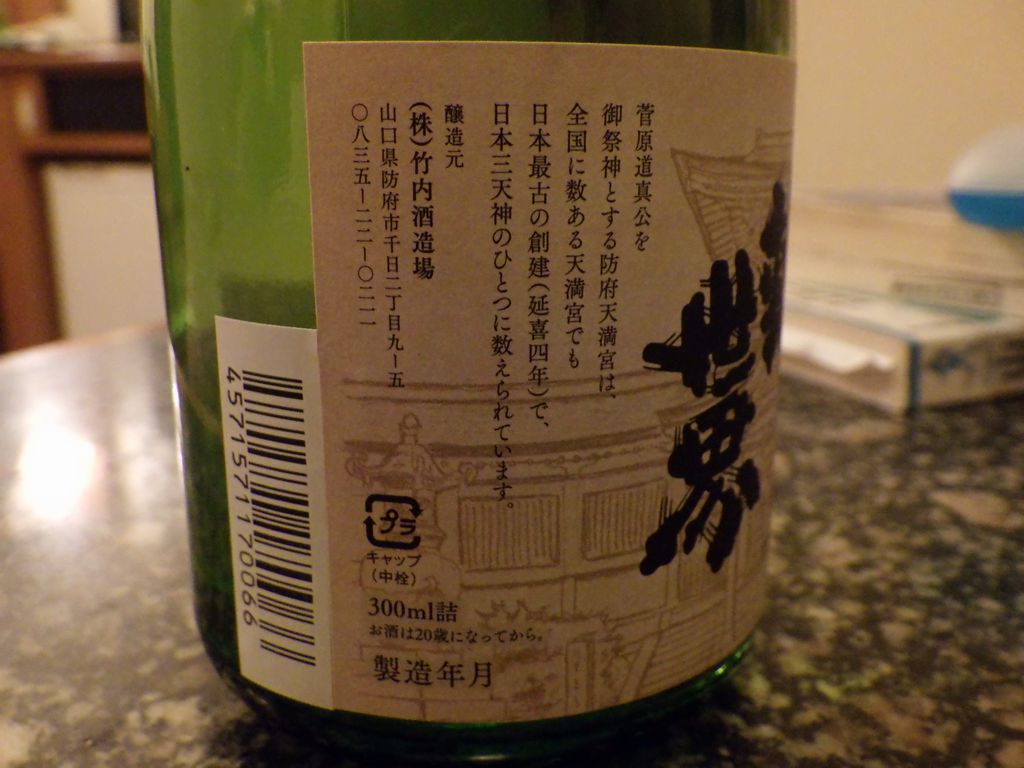 世男
菅原道真公を
御祭神とする防府天満宮は、
全国に数ある天満宮でも
日本最古の創建(延喜四年)で、
日本三天神のひとつに数えられています。
醸造元
(株)竹内酒造場
山口県防府市千日二丁目九ー五
〇八三五ー二二ー〇二一一
プラ
キャップ
(中栓)
300ml詰
お酒は20歳になってから。
製造年月
4571571170066